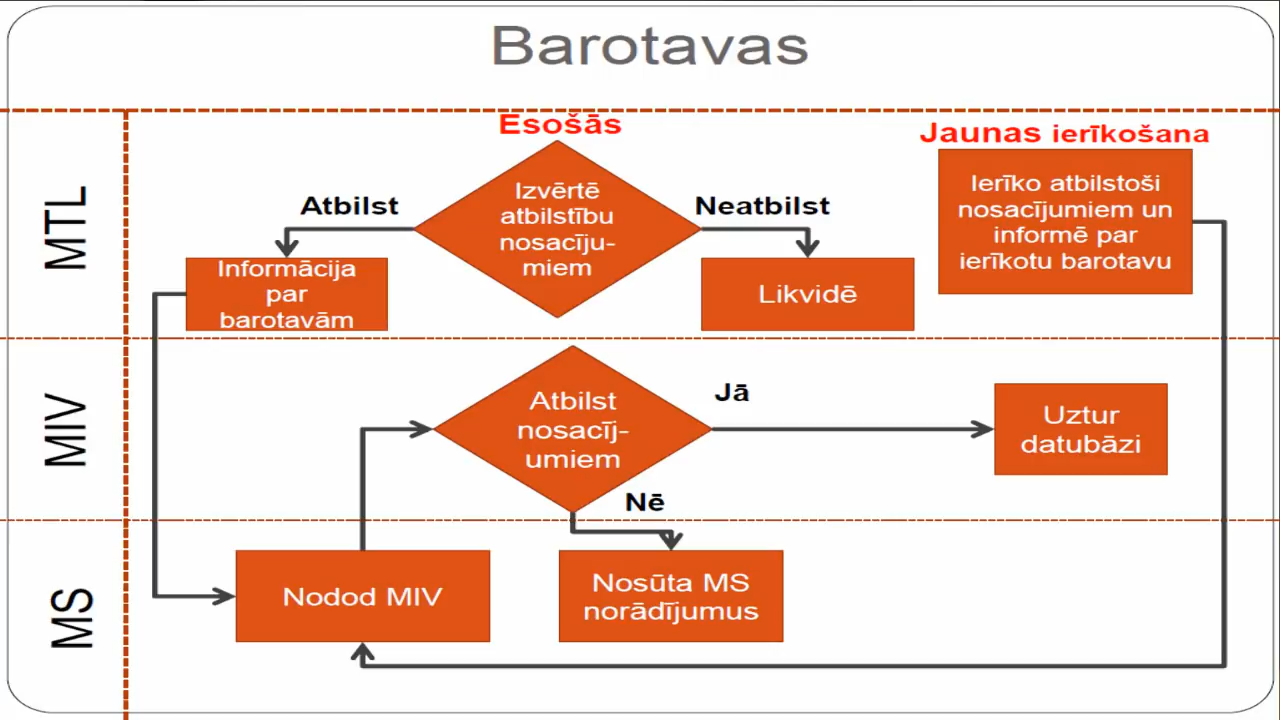 Barotavas
MTL
Esošās
Izvērtē
atbilstību
nosacīju-
miem
Atbilst
Neatbilst
Informācija
par
barotavām
Likvidē
Jaunas ierīkošana
Ierīko atbilstoši
nosacījumiem un
informē par
ierīkotu barotavu
MIV
Atbilst
nosacīj-
umiem
Jā
Nē
Uztur
datubāzi
MS
Nodod MIV
Nosūta MS
norādījumus